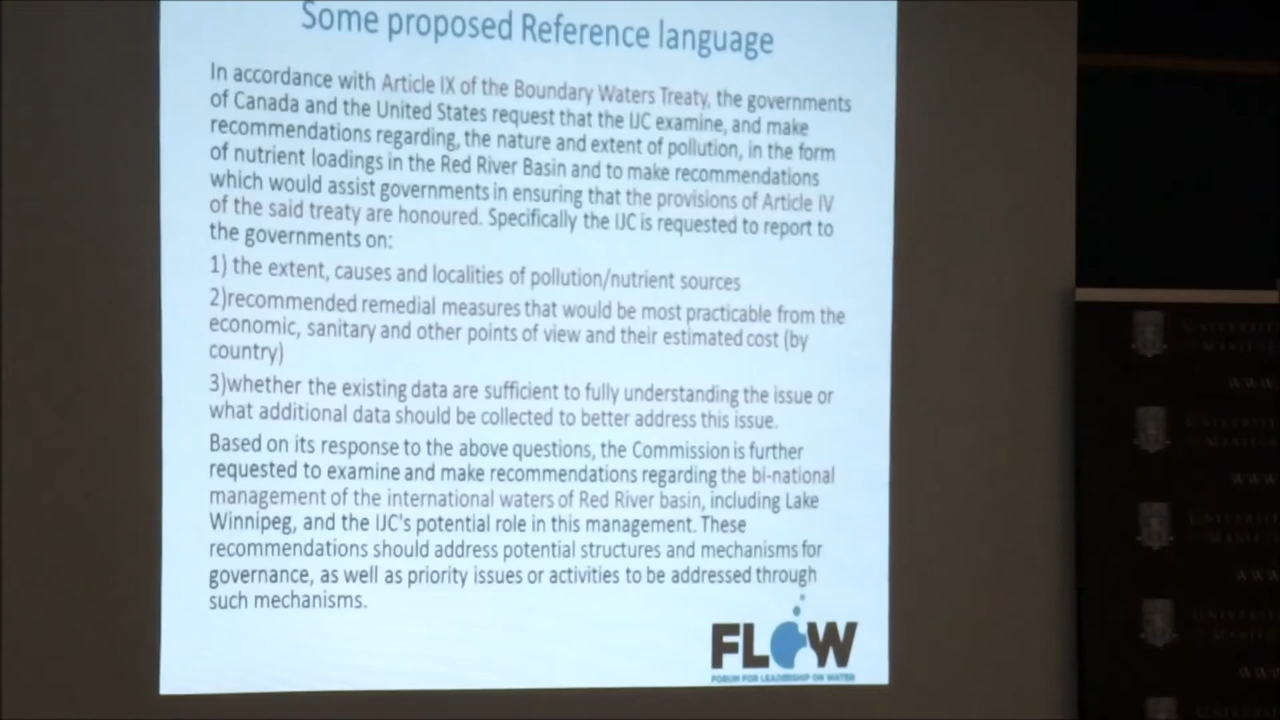 Some proposed Reference language
In accordance with Article IX of the Boundary Waters Treaty, the governments
of Canada and the United States request that the IJC examine, and make
recommendations regarding, the nature and extent of pollution, in the form
of nutrient loadings in the Red River Basin and to make recommendations
which would assist governments in ensuring that the provisions of Article IV
of the said treaty are honoured. Specifically the IJC is requested to report to
the governments on:
1) the extent, causes and localities of pollution/nutrient sources
2)recommended remedial measures that would be most practicable from the
economic, sanitary and other points of view and their estimated cost (by
country)
3)whether the existing data are sufficient to fully understanding the issue or
what additional data should be collected to better address this issue.
Based on its response to the above questions, the Commission is further
requested to examine and make recommendations regarding the bi-national
management of the international waters of Red River basin, including Lake
Winnipeg, and the IJC's potential role in this management. These
recommendations should address potential structures and mechanisms for
governance, as well as priority issues or activities to be addressed through
such mechanisms.
FLOW
FORUM FOR LEADERSHIP ON WATER